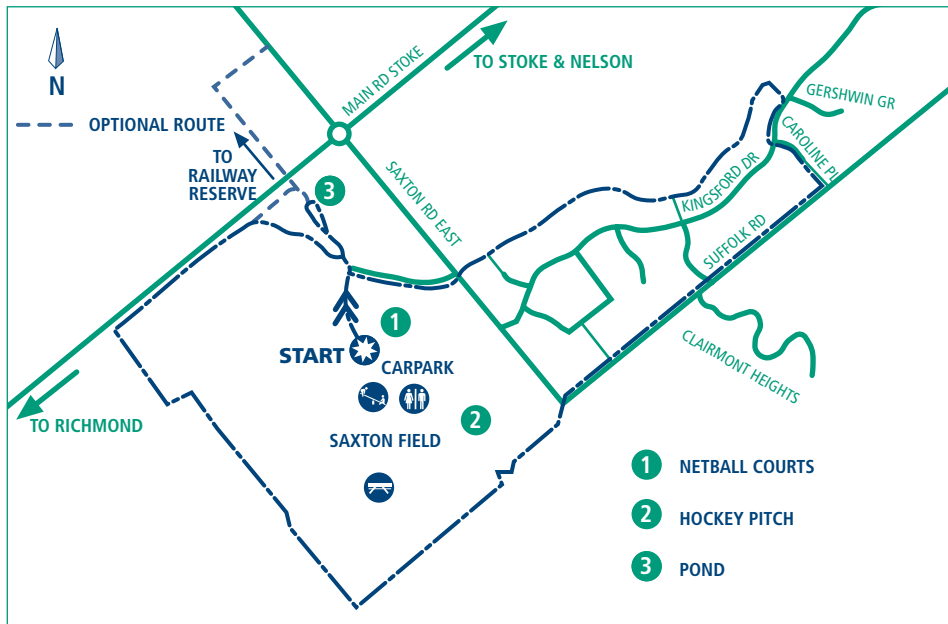 N
OPTIONAL ROUTE
TO
RAILWAY
RESERVE
MAIN RD STOKE
TO STOKE & NELSON
GERSHWIN GR
CAROLINE PL
KINGSFORD DR
SAXTON RD EAST
SUFFOLK RD
CLAIRMONT HEIGHTS
3
1
START
CARPARK
2
SAXTON FIELD
TO RICHMOND
1 NETBALL COURTS
2 HOCKEY PITCH
3 POND